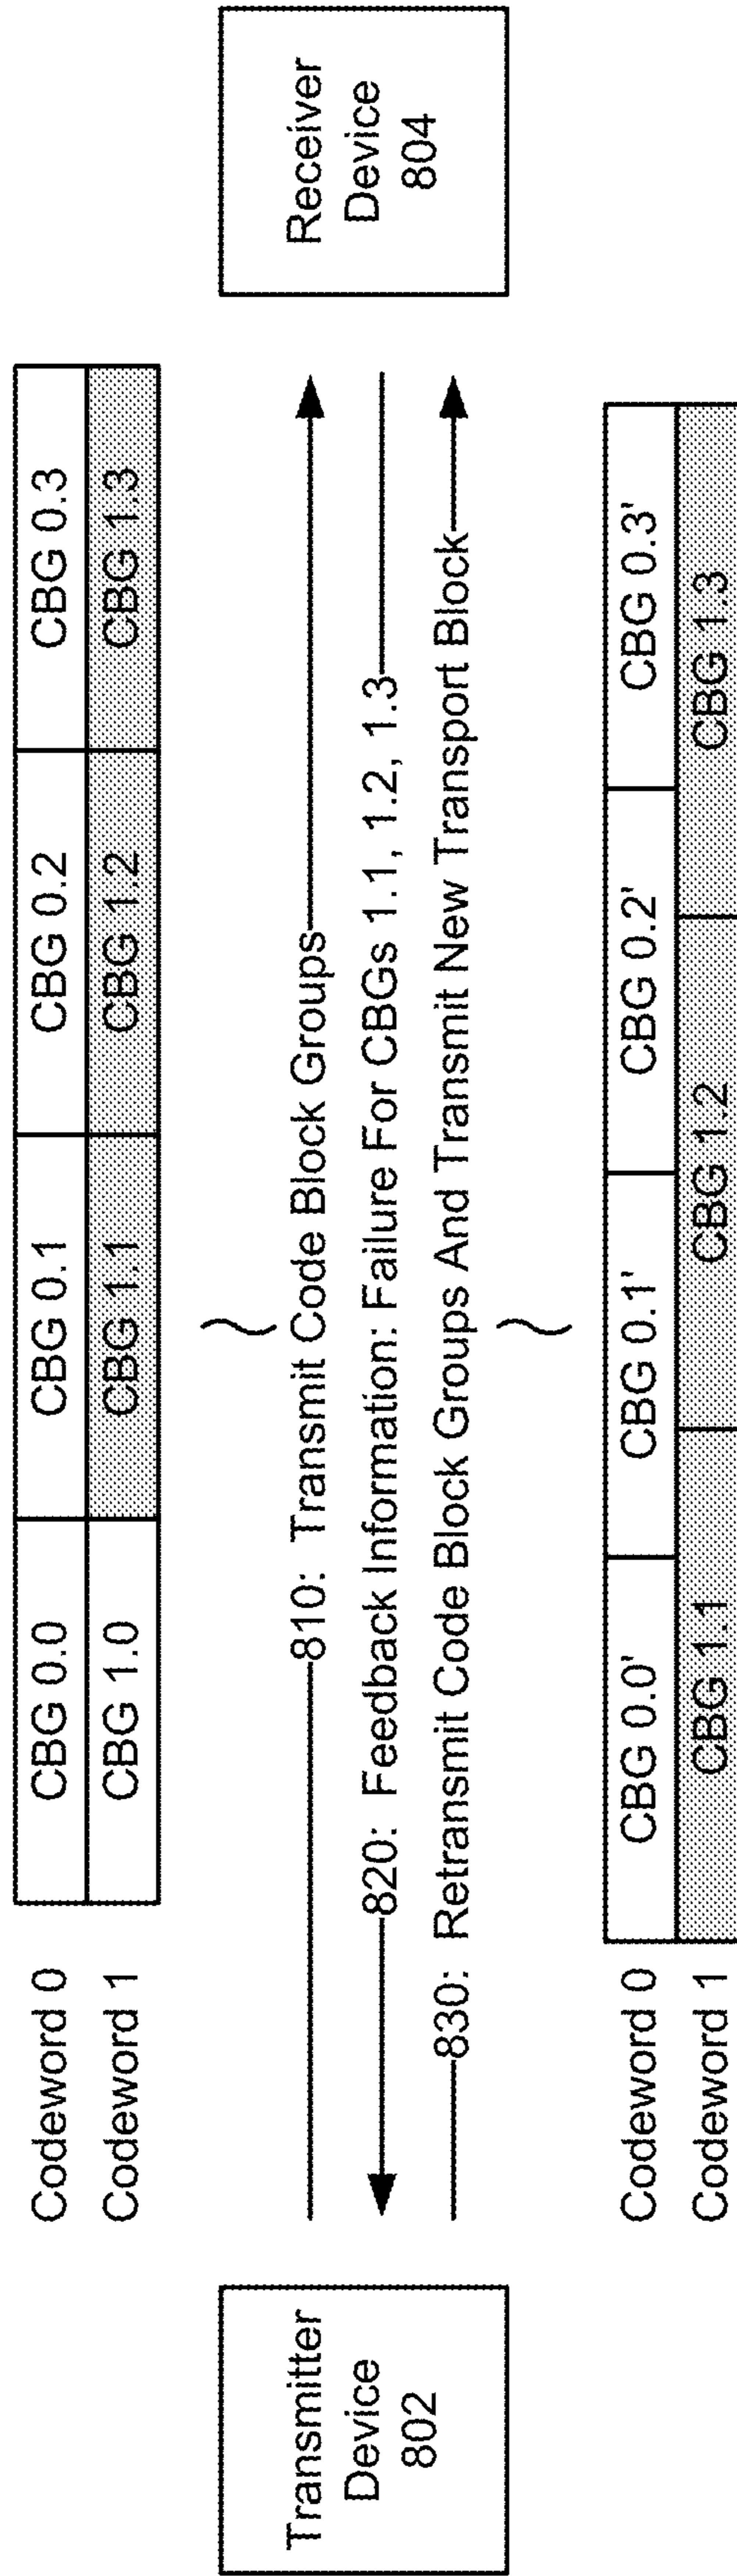 Codeword 0
CBG 0.0
CBG 0.1
CBG 0.2
CBG 0.3
Codeword 1
CBG 1.0
CBG 1.1
CBG 1.2
CBG 1.3
Transmitter
Device
802
810: Transmit Code Block Groups
820: Feedback Information: Failure For CBGs 1.1, 1.2, 1.3
830: Retransmit Code Block Groups And Transmit New Transport Block
Receiver
Device
804
Codeword 0
CBG 0.0'
CBG 0.1'
CBG 0.2'
CBG 0.3'
Codeword 1
CBG 1.1
CBG 1.2
CBG 1.3